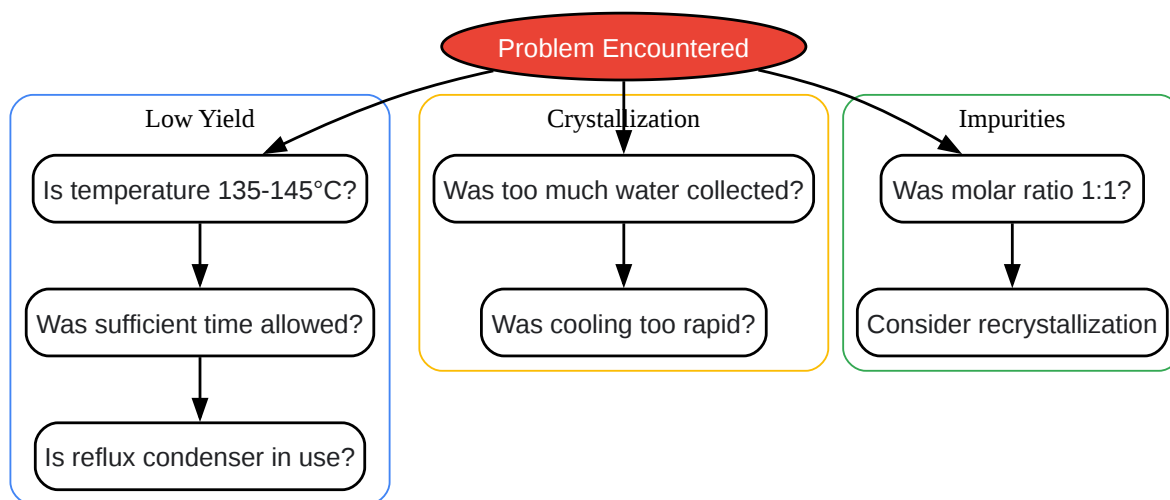 Problem Encountered
Low Yield
Is temperature 135-145°C?
Was sufficient time allowed?
Is reflux condenser in use?
Crystallization
Was too much water collected?
Was cooling too rapid?
Impurities
Was molar ratio 1:1?
Consider recrystallization